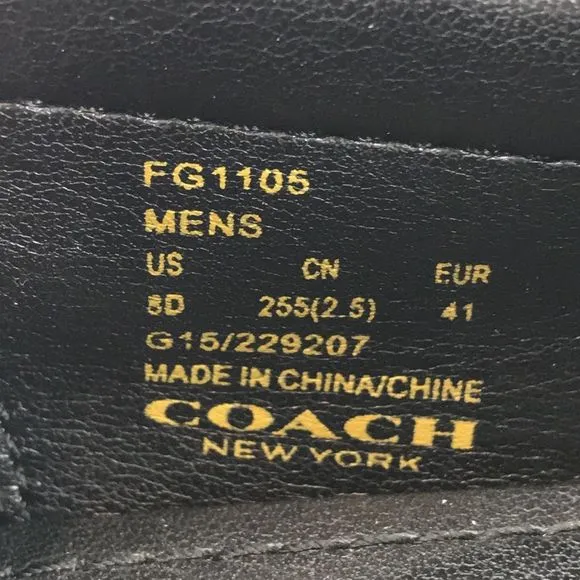 FG1105
MENS
US CN EUR
8D 255(2.5) 41
G15/229207
MADE IN CHINA/CHINE
COACH
NEW YORK